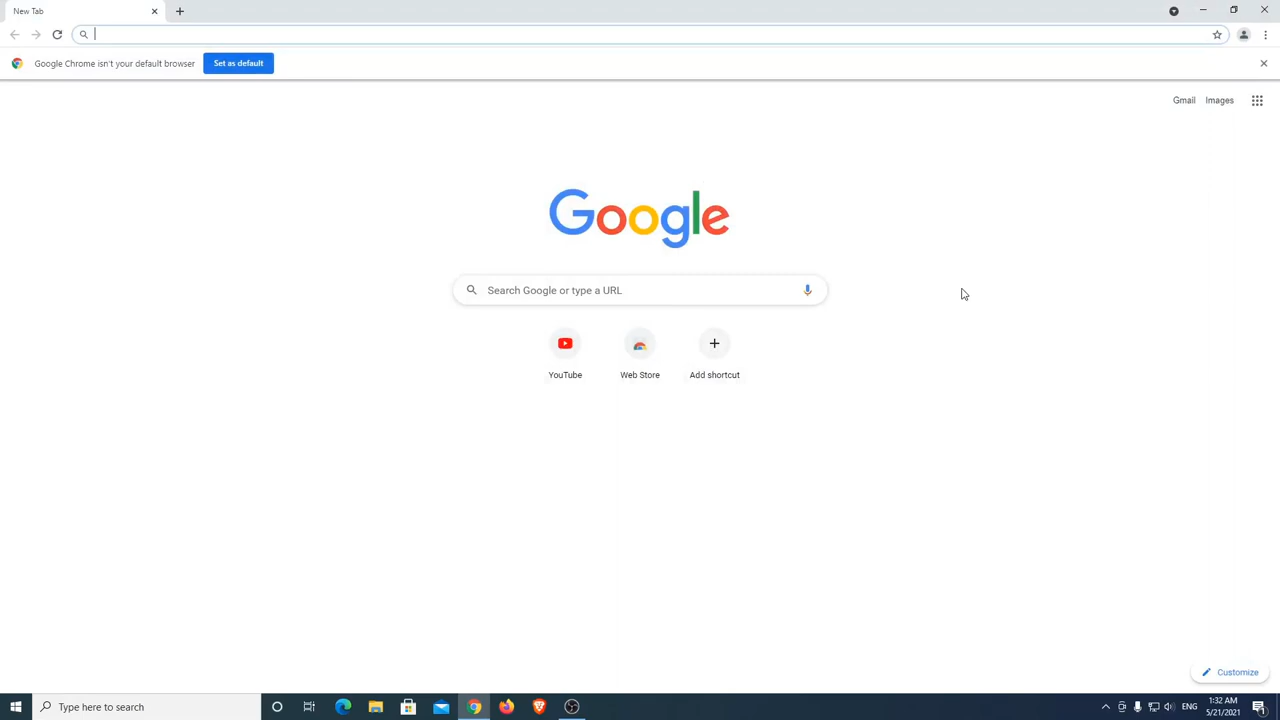 New Tab
Google Chrome isn't your default browser
Set as default
Gmail
Images
Google
Search Google or type a URL
YouTube
Web Store
Add shortcut
Customize
Type here to search
ENG
1:32 AM
5/21/2021
1